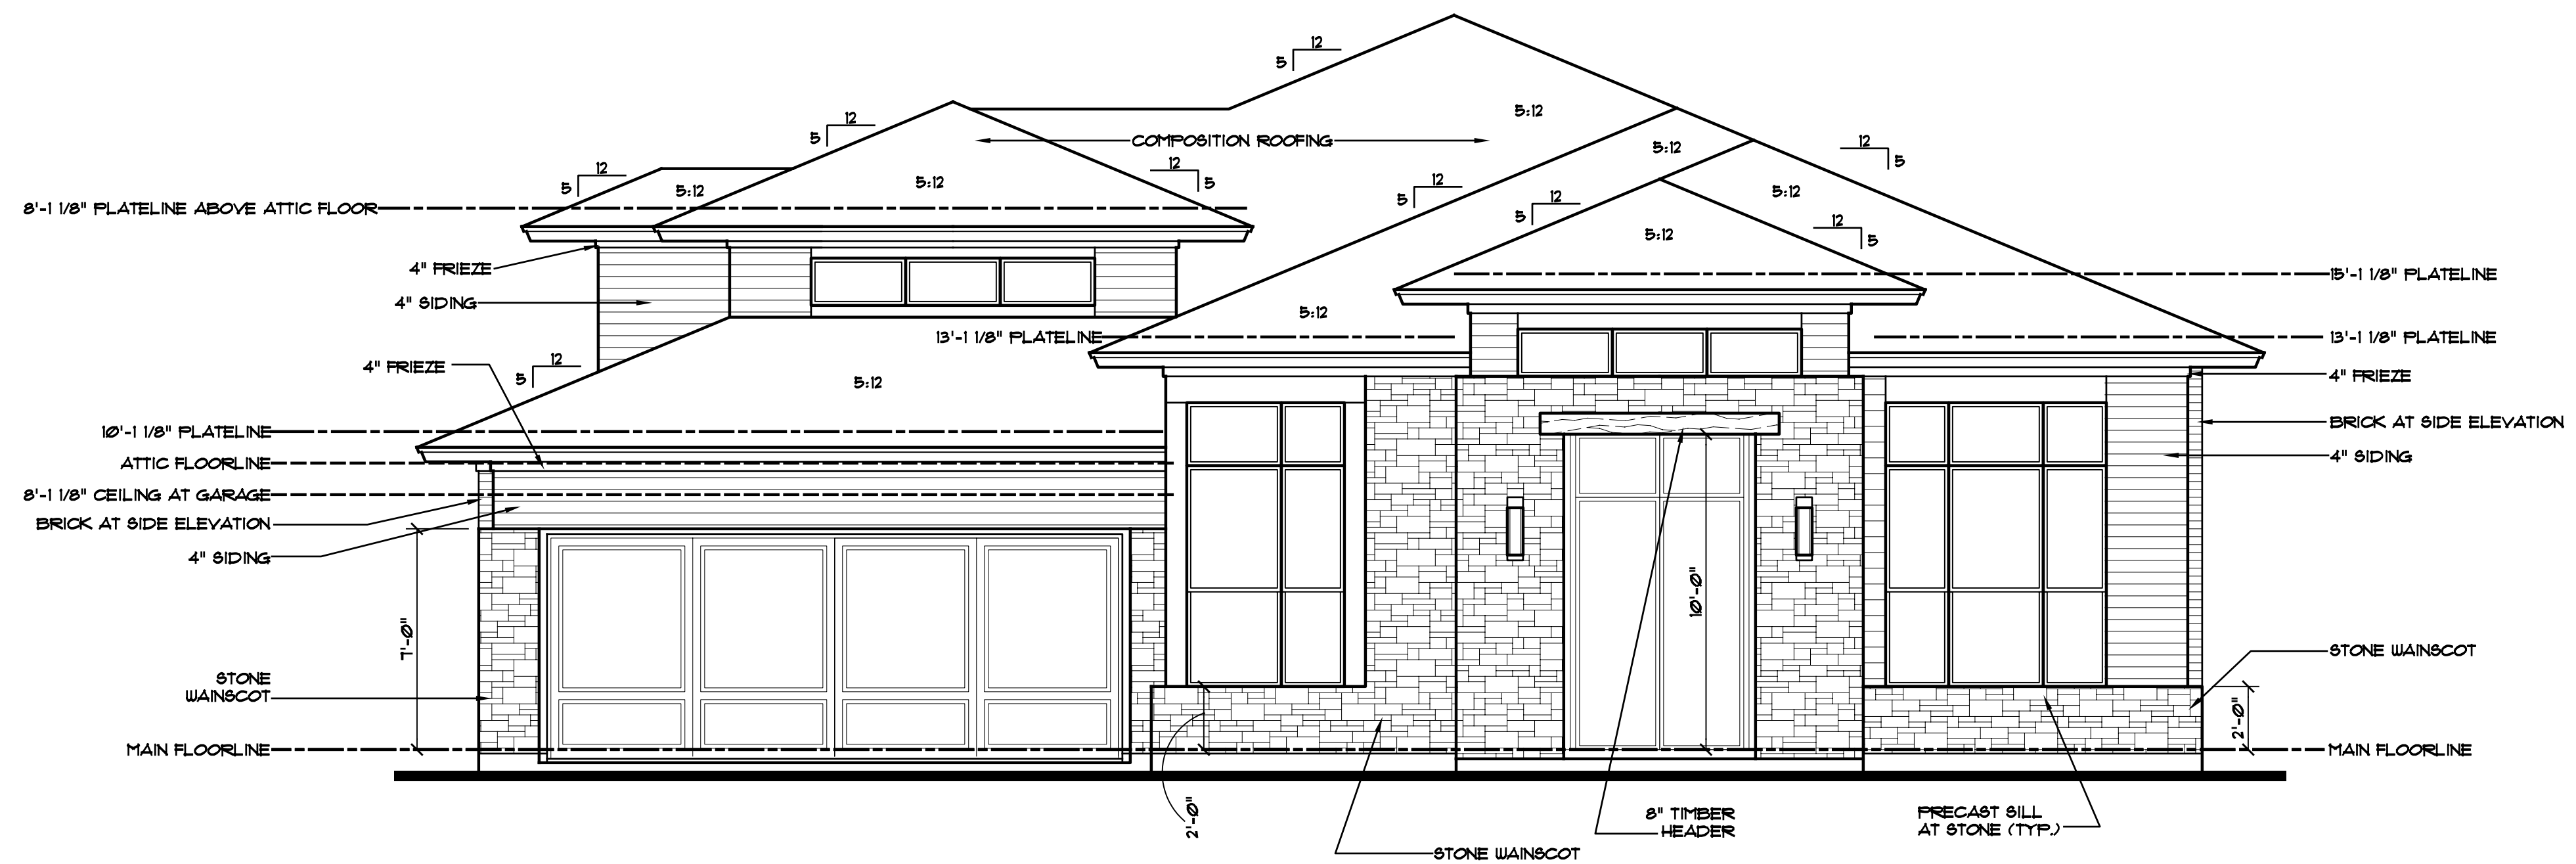 12
5
5:12
12
5
COMPOSITION ROOFING
12
5
5:12
12
5
12
5
5:12
5:12
12
5
12
5
5:12
8'-1 1/8" PLATELINE ABOVE ATTIC FLOOR
12
5
12
5
5:12
4" FRIEZE
15'-1 1/8" PLATELINE
4" SIDING
5:12
13'-1 1/8" PLATELINE
13'-1 1/8" PLATELINE
4" FRIEZE
12
5
5:12
4" FRIEZE
BRICK AT SIDE ELEVATION
10'-1 1/8" PLATELINE
4" SIDING
ATTIC FLOORLINE
8'-1 1/8" CEILING AT GARAGE
BRICK AT SIDE ELEVATION
4" SIDING
10'-0"
7'-0"
STONE WAINSCOT
STONE
WAINSCOT
2'-0"
MAIN FLOORLINE
MAIN FLOORLINE
2'-0"
8" TIMBER
HEADER
PRECAST SILL
AT STONE (TYP.)
STONE WAINSCOT